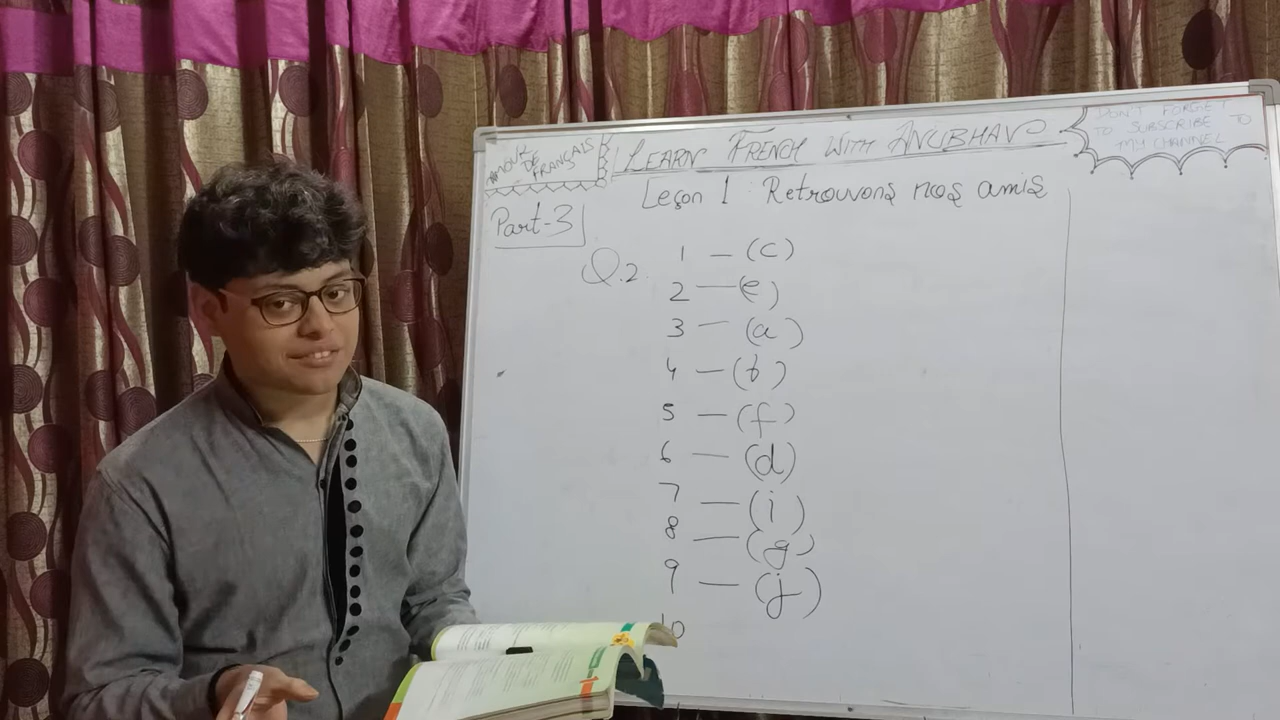 MOVIE DE
FRANÇAIS
LEARN FRENCH WITH ANUBHAV
DON'T FORGET
TO SUBSCRIBE TO
MY CHANNEL
Leçon 1 : Retrouvons nos amis
Part-3
Q.2.
1 — (c)
2 — (e)
3 — (a)
4 — (b)
5 — (f)
6 — (d)
7 — (i)
8 — (g)
9 — (j)
10